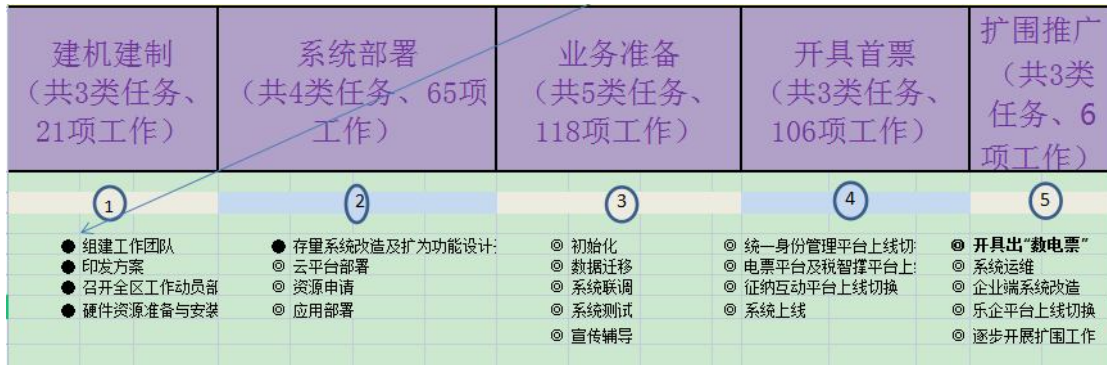 建机建制
（共3类任务、
21项工作）
系统部署
（共4类任务、65项
工作）
业务准备
（共5类任务、
118项工作）
开具首票
（共3类任务、
106项工作）
扩围推广
（共3类
任务、6
项工作）
1
2
3
4
5
● 组建工作团队
● 印发方案
● 召开全区工作动员部
● 硬件资源准备与安装
● 存量系统改造及扩为功能设计
◎ 云平台部署
◎ 资源申请
◎ 应用部署
◎ 初始化
◎ 数据迁移
◎ 系统联调
◎ 系统测试
◎ 宣传辅导
◎ 统一身份管理平台上线切
◎ 电票平台及税智撑平台上
◎ 征纳互动平台上线切换
◎ 系统上线
◎ 开具出“数电票”
◎ 系统运维
◎ 企业端系统改造
◎ 乐企平台上线切换
◎ 逐步开展扩围工作